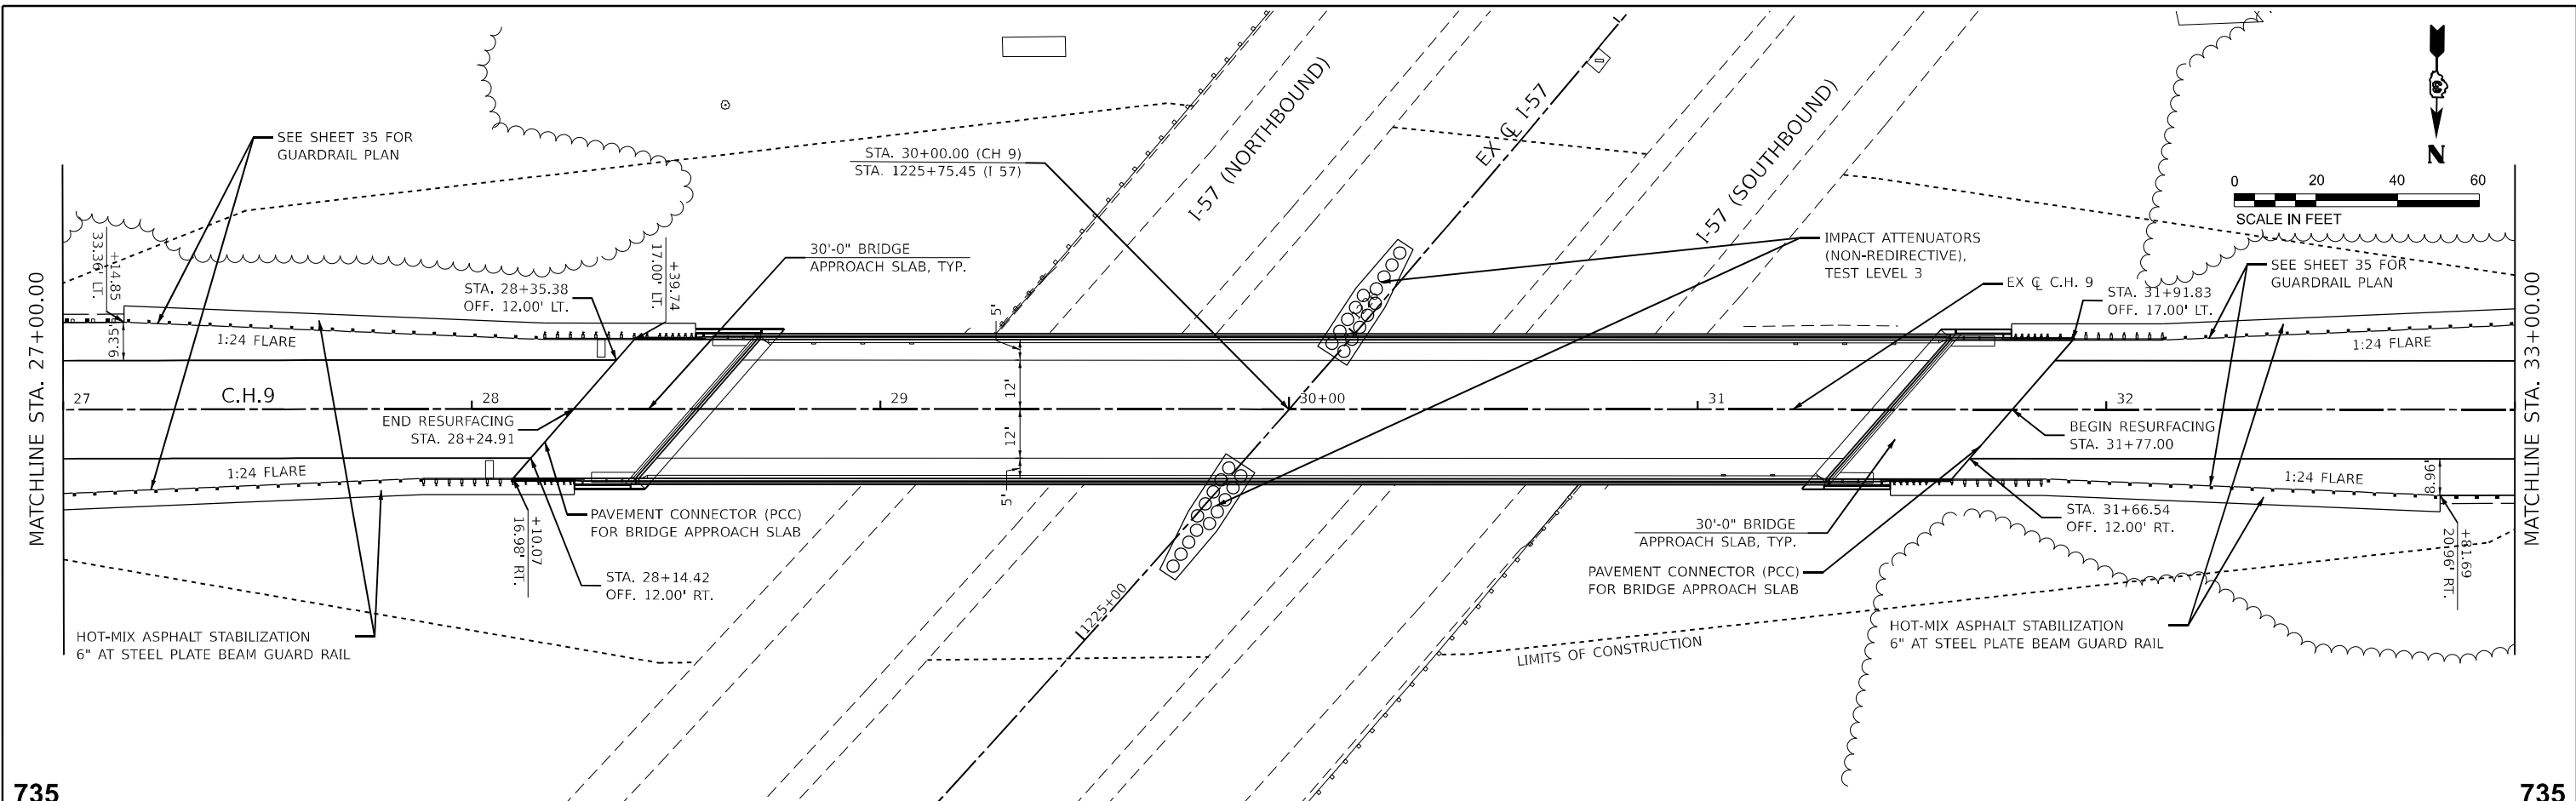 SEE SHEET 35 FOR
GUARDRAIL PLAN
STA. 30+00.00 (CH 9)
STA. 1225+75.45 (I 57)
I-57 (NORTHBOUND)
EX ℄ I-57
I-57 (SOUTHBOUND)
N
0 20 40 60
SCALE IN FEET
MATCHLINE STA. 27+00.00
+14.85
33.36' LT.
9.35'
STA. 28+35.38
OFF. 12.00' LT.
+39.74
17.00' LT.
30'-0" BRIDGE
APPROACH SLAB, TYP.
5'
IMPACT ATTENUATORS
(NON-REDIRECTIVE),
TEST LEVEL 3
EX ℄ C.H. 9
STA. 31+91.83
OFF. 17.00' LT.
SEE SHEET 35 FOR
GUARDRAIL PLAN
MATCHLINE STA. 33+00.00
1:24 FLARE
1:24 FLARE
12'
27
C.H.9
28
29
30+00
31
32
END RESURFACING
STA. 28+24.91
12'
BEGIN RESURFACING
STA. 31+77.00
1:24 FLARE
1:24 FLARE
8.96'
5'
+10.07
16.98' RT.
PAVEMENT CONNECTOR (PCC)
FOR BRIDGE APPROACH SLAB
STA. 28+14.42
OFF. 12.00' RT.
30'-0" BRIDGE
APPROACH SLAB, TYP.
STA. 31+66.54
OFF. 12.00' RT.
+81.69
20.96' RT.
PAVEMENT CONNECTOR (PCC)
FOR BRIDGE APPROACH SLAB
1225+00
HOT-MIX ASPHALT STABILIZATION
6" AT STEEL PLATE BEAM GUARD RAIL
LIMITS OF CONSTRUCTION
HOT-MIX ASPHALT STABILIZATION
6" AT STEEL PLATE BEAM GUARD RAIL
735
735